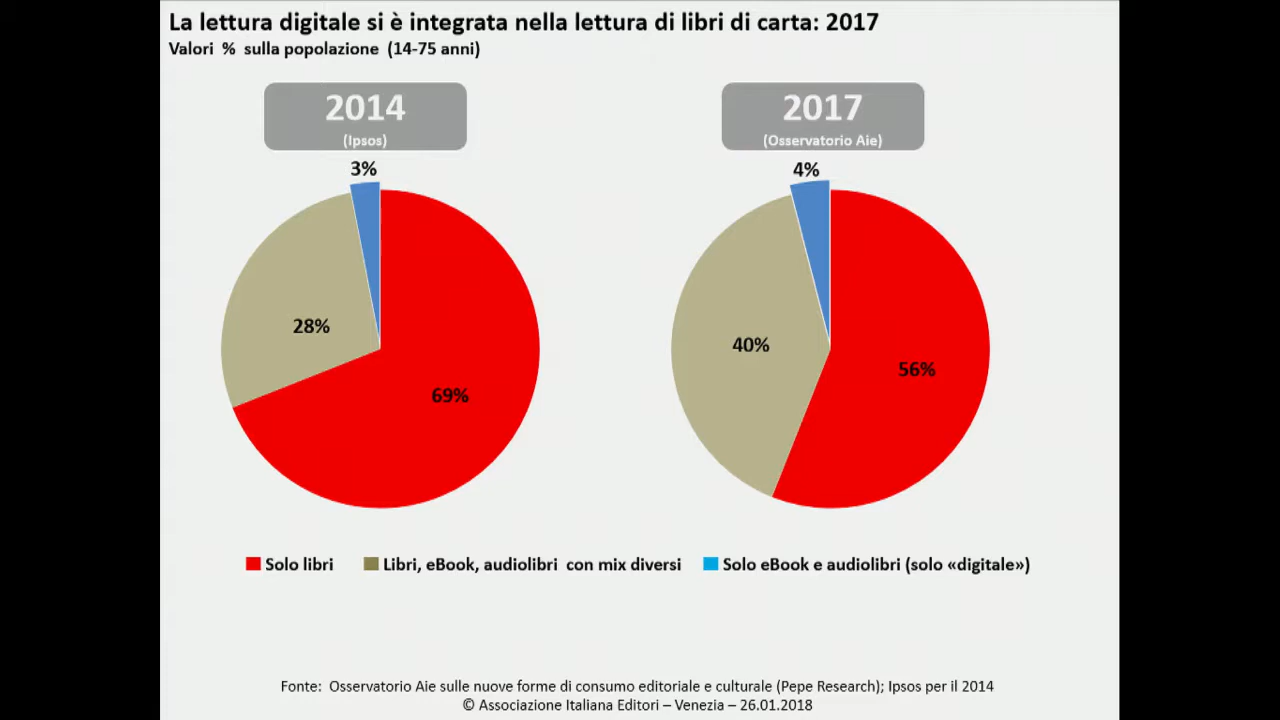 La lettura digitale si è integrata nella lettura di libri di carta: 2017
Valori % sulla popolazione (14-75 anni)
2014
(Ipsos)
2017
(Osservatorio Aie)
3%
28%
69%
4%
40%
56%
Solo libri
Libri, eBook, audiolibri con mix diversi
Solo eBook e audiolibri (solo «digitale»)
Fonte: Osservatorio Aie sulle nuove forme di consumo editoriale e culturale (Pepe Research); Ipsos per il 2014
© Associazione Italiana Editori – Venezia – 26.01.2018